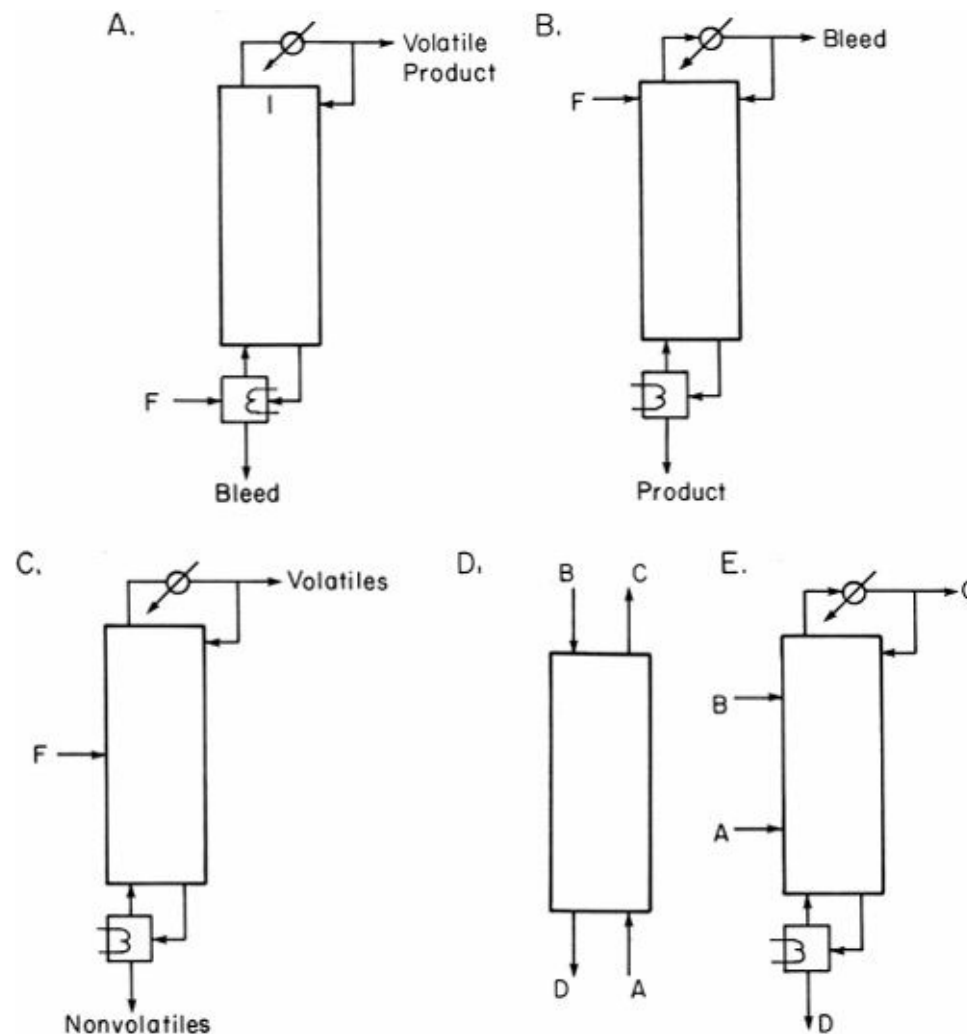 A.
Volatile
Product
I
F
Bleed
B.
Bleed
F
Product
C.
Volatiles
F
Nonvolatiles
D.
B
C
D
A
E.
B
A
D